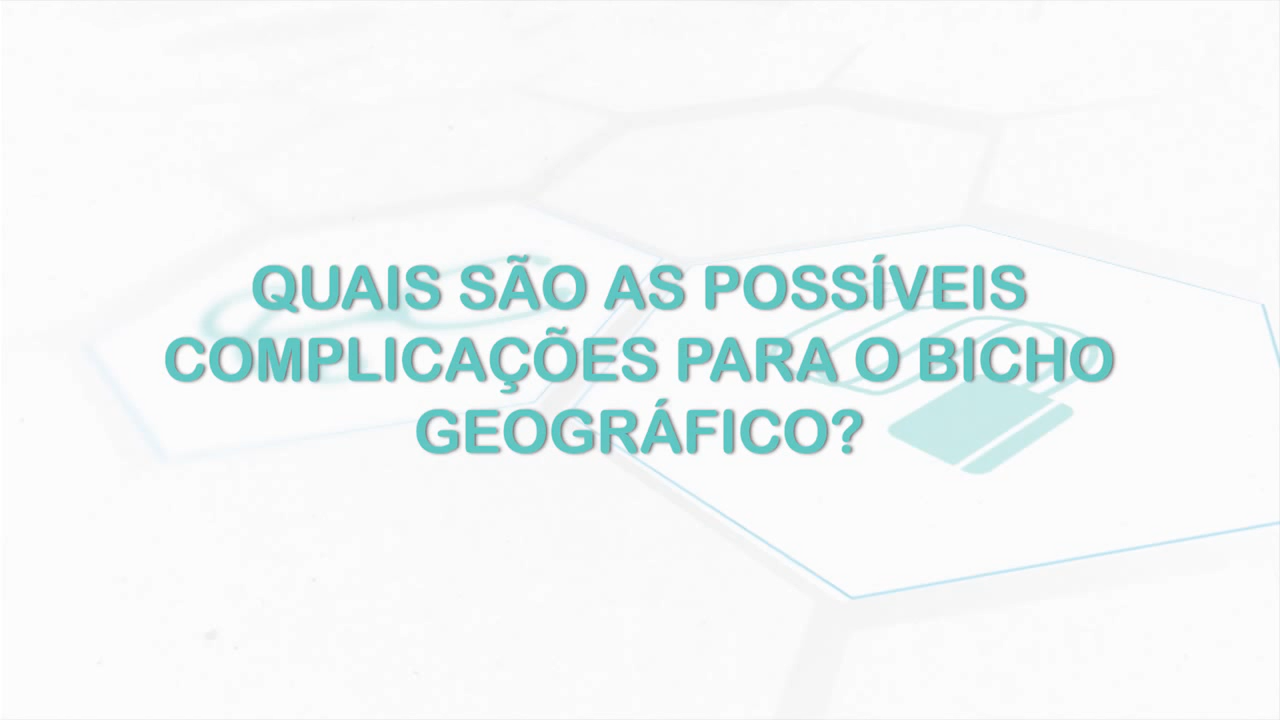 QUAIS SÃO AS POSSÍVEIS
COMPLICAÇÕES PARA O BICHO
GEOGRÁFICO?